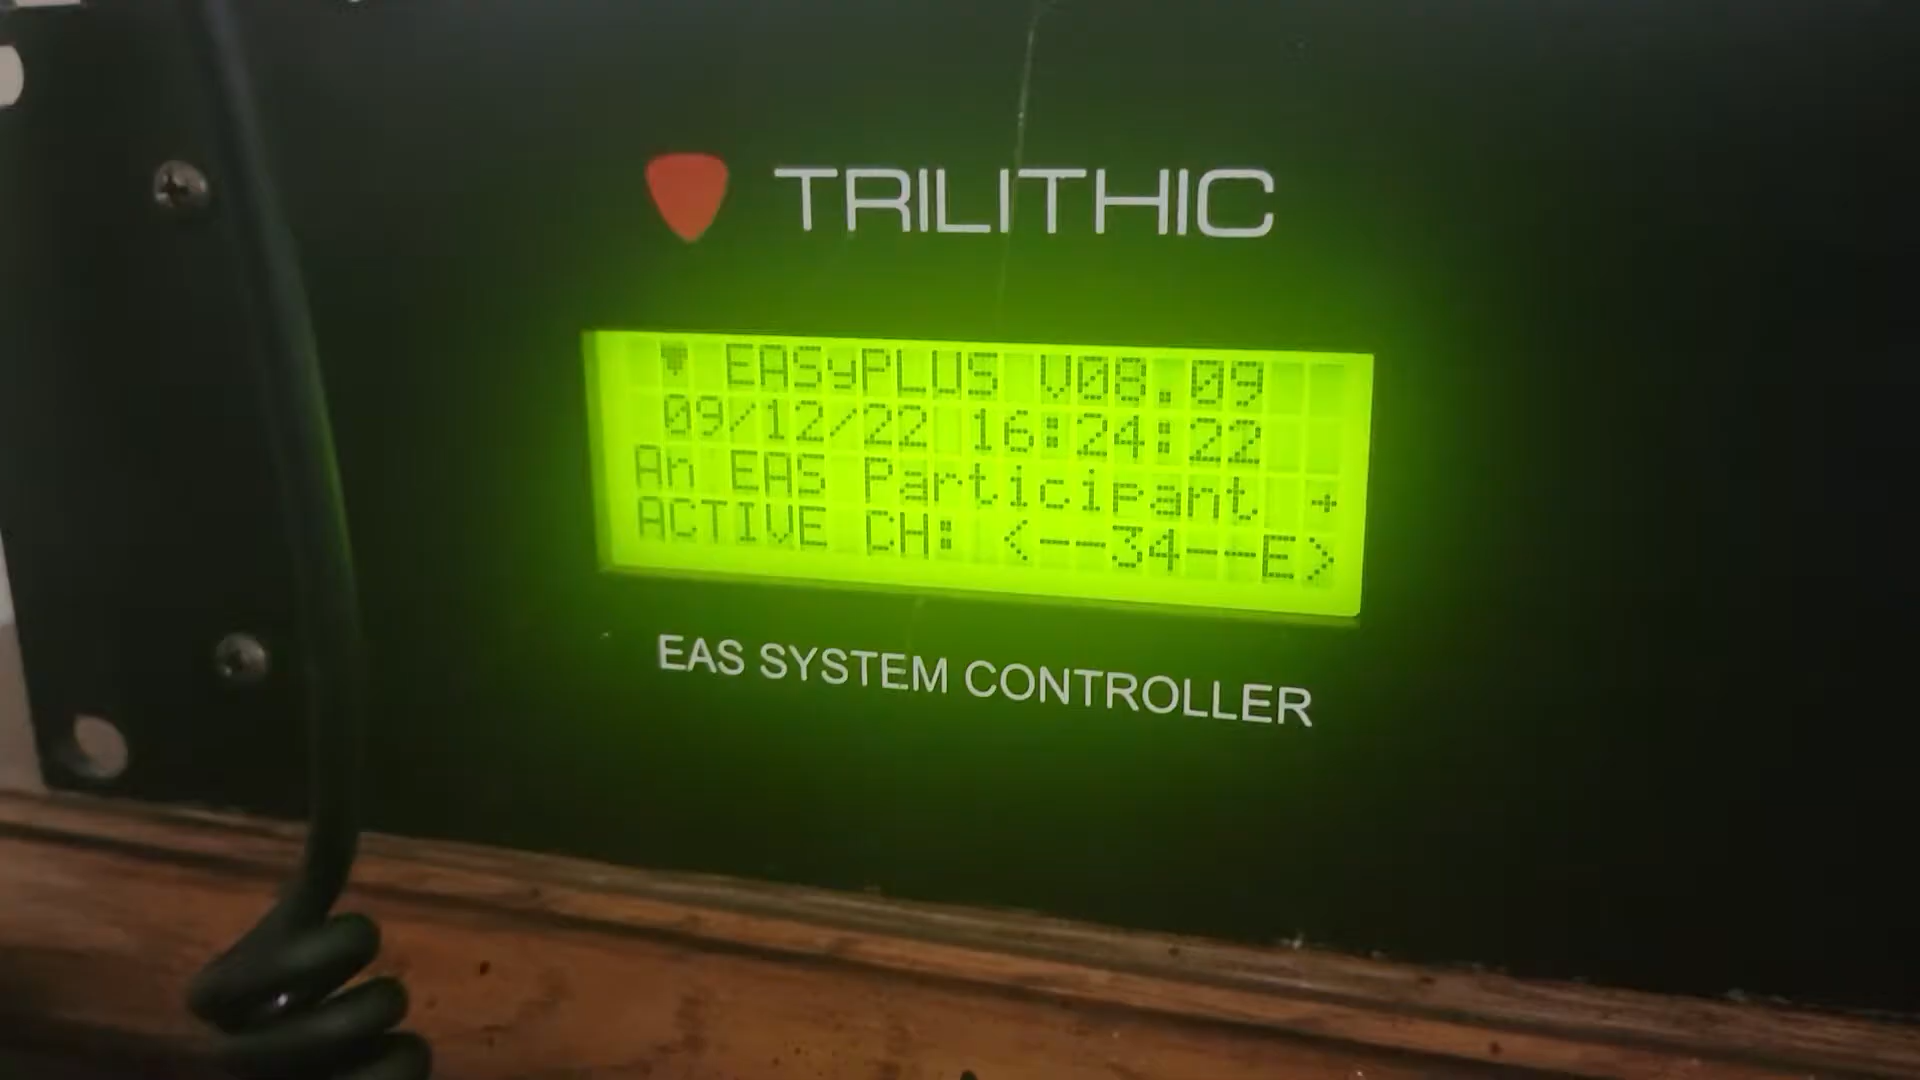 TRILITHIC
EASyPLUS V08.09
09/12/22 16:24:22
An EAS Participant +
ACTIVE CH: <--34--E>
EAS SYSTEM CONTROLLER